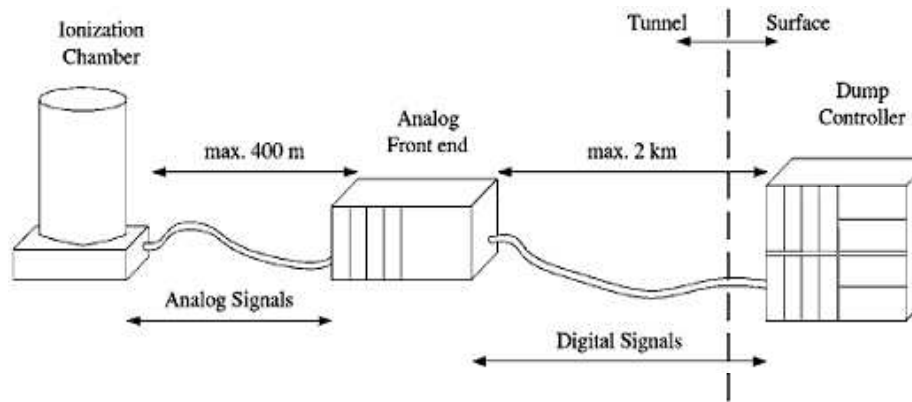 Ionization
Chamber
Tunnel
Surface
Dump
Controller
Analog
Front end
max. 400 m
max. 2 km
Analog Signals
Digital Signals